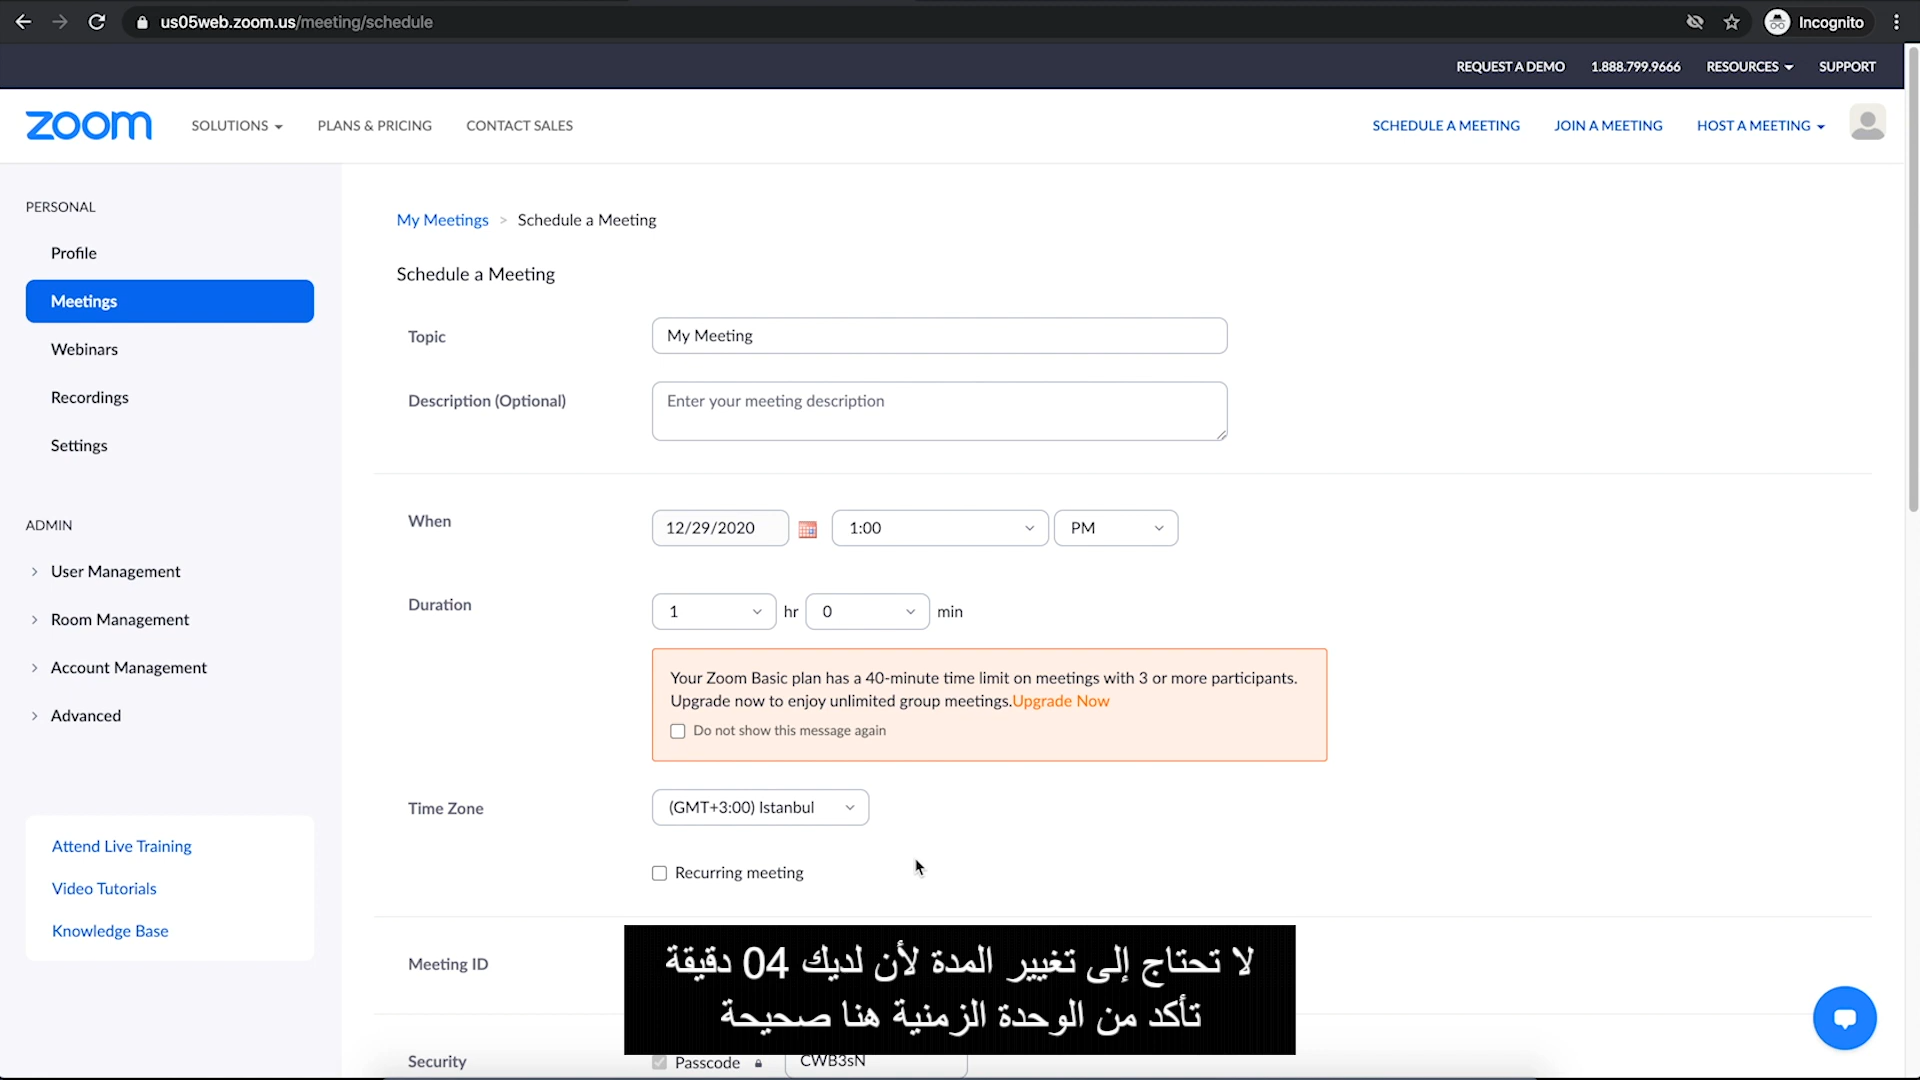 us05web.zoom.us/meeting/schedule
Incognito
REQUEST A DEMO
1.888.799.9666
RESOURCES
SUPPORT
zoom
SOLUTIONS
PLANS & PRICING
CONTACT SALES
SCHEDULE A MEETING
JOIN A MEETING
HOST A MEETING
PERSONAL
Profile
Meetings
Webinars
Recordings
Settings
ADMIN
User Management
Room Management
Account Management
Advanced
Attend Live Training
Video Tutorials
Knowledge Base
My Meetings > Schedule a Meeting
Schedule a Meeting
Topic
My Meeting
Description (Optional)
Enter your meeting description
When
12/29/2020
1:00
PM
Duration
1
hr
0
min
Your Zoom Basic plan has a 40-minute time limit on meetings with 3 or more participants.
Upgrade now to enjoy unlimited group meetings.Upgrade Now
Do not show this message again
Time Zone
(GMT+3:00) Istanbul
Recurring meeting
Meeting ID
لا تحتاج إلى تغيير المدة لأن لديك 04 دقيقة
تأكد من الوحدة الزمنية هنا صحيحة
Security
Passcode
CWB3sN